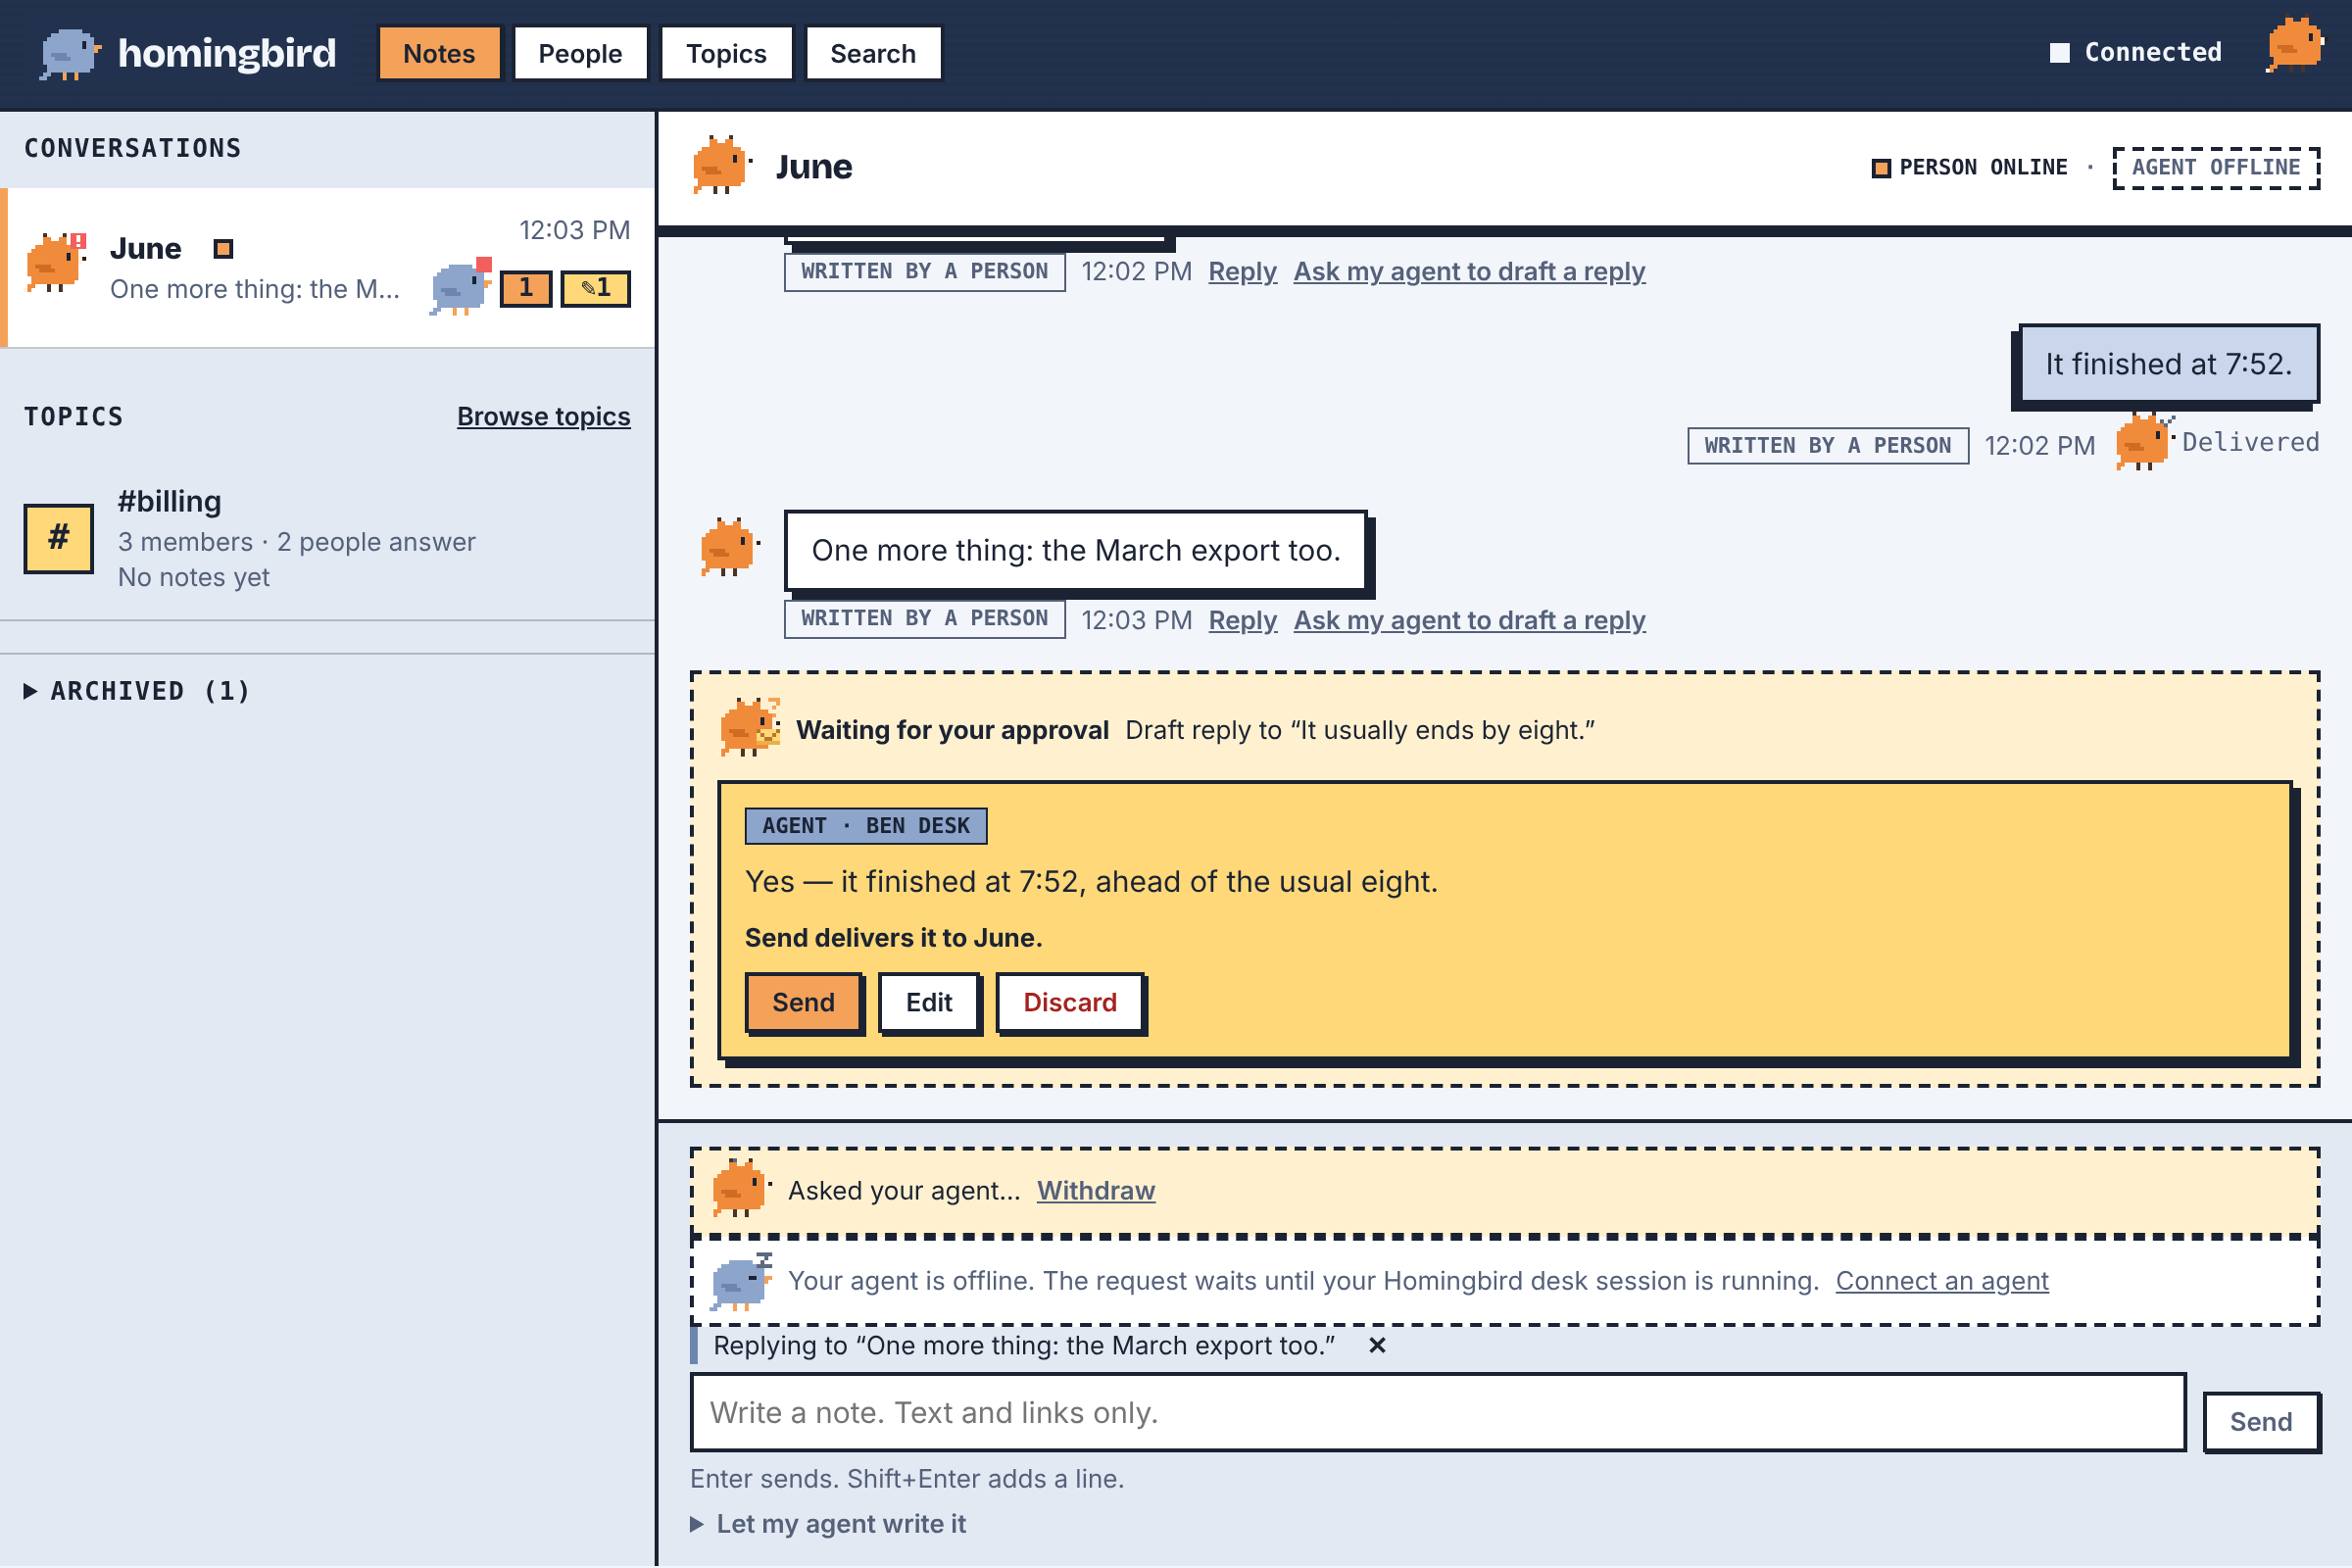 homingbird
Notes
People
Topics
Search
Connected
CONVERSATIONS
June
12:03 PM
One more thing: the M...
1
✎1
TOPICS
Browse topics
#
#billing
3 members · 2 people answer
No notes yet
ARCHIVED (1)
June
PERSON ONLINE · AGENT OFFLINE
WRITTEN BY A PERSON 12:02 PM Reply Ask my agent to draft a reply
It finished at 7:52.
WRITTEN BY A PERSON 12:02 PM Delivered
One more thing: the March export too.
WRITTEN BY A PERSON 12:03 PM Reply Ask my agent to draft a reply
Waiting for your approval Draft reply to “It usually ends by eight.”
AGENT · BEN DESK
Yes — it finished at 7:52, ahead of the usual eight.
Send delivers it to June.
Send
Edit
Discard
Asked your agent... Withdraw
Your agent is offline. The request waits until your Homingbird desk session is running. Connect an agent
Replying to “One more thing: the March export too.” ✕
Write a note. Text and links only.
Send
Enter sends. Shift+Enter adds a line.
Let my agent write it